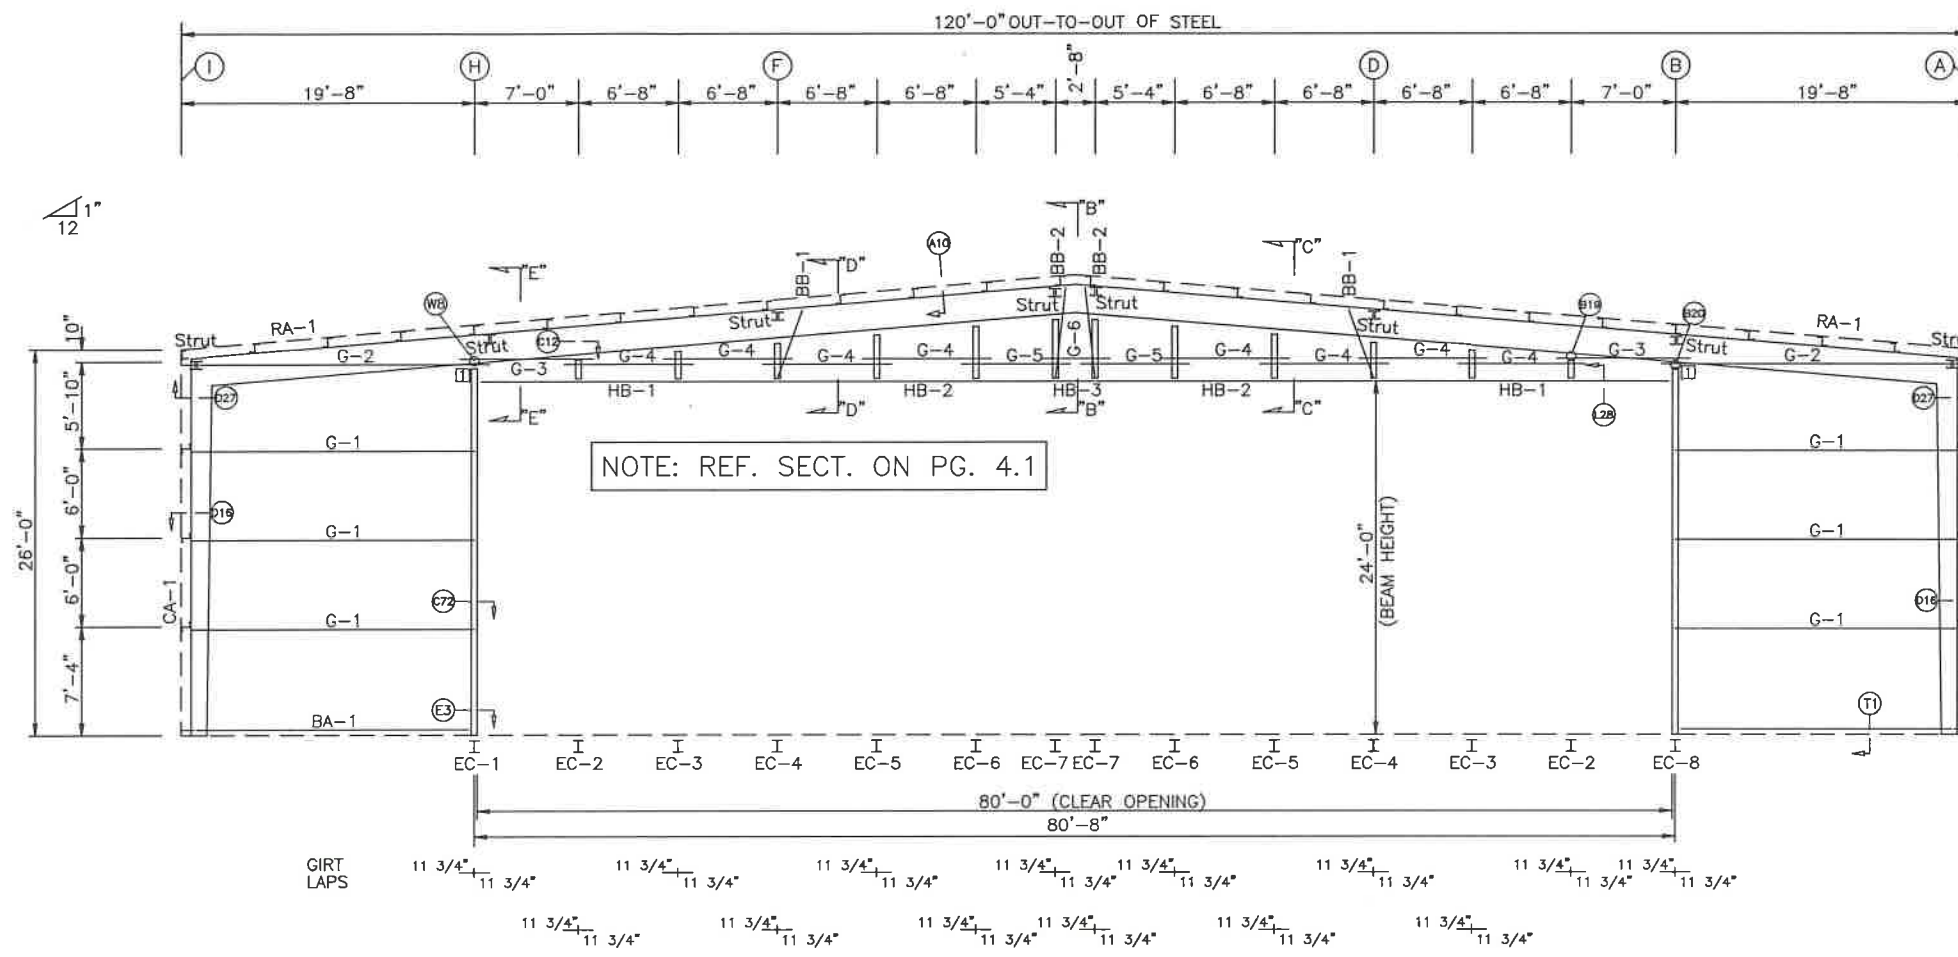 120'-0" OUT-TO-OUT OF STEEL
I H F D B A
19'-8" 7'-0" 6'-8" 6'-8" 6'-8" 6'-8" 5'-4" 2'-8" 5'-4" 6'-8" 6'-8" 6'-8" 6'-8" 7'-0" 19'-8"
1"
12
"B"
"E" BB-1 "D" A10 BB-2 BB-2 "C" BB-1
W8 B19 B20
10" Strut RA-1 Strut C12 Strut Strut Strut Strut Strut RA-1 Strut
G-2 G-3 G-4 G-4 G-4 G-4 G-5 G-6 G-5 G-4 G-4 G-4 G-4 G-3 G-2
1 HB-1 HB-2 HB-3 HB-2 HB-1 1
D27 "E" "D" "B" "C" L28 D27
5'-10"
G-1 G-1
NOTE: REF. SECT. ON PG. 4.1
6'-0"
D16
26'-0" G-1 24'-0" (BEAM HEIGHT) G-1
6'-0"
CA-1 C72 D16
G-1 G-1
7'-4"
E3 T1
BA-1
EC-1 EC-2 EC-3 EC-4 EC-5 EC-6 EC-7 EC-7 EC-6 EC-5 EC-4 EC-3 EC-2 EC-8
80'-0" (CLEAR OPENING)
80'-8"
GIRT
LAPS
11 3/4" 11 3/4" 11 3/4" 11 3/4" 11 3/4" 11 3/4" 11 3/4" 11 3/4" 11 3/4" 11 3/4" 11 3/4" 11 3/4" 11 3/4" 11 3/4" 11 3/4" 11 3/4"
11 3/4" 11 3/4" 11 3/4" 11 3/4" 11 3/4" 11 3/4" 11 3/4" 11 3/4" 11 3/4" 11 3/4" 11 3/4" 11 3/4"